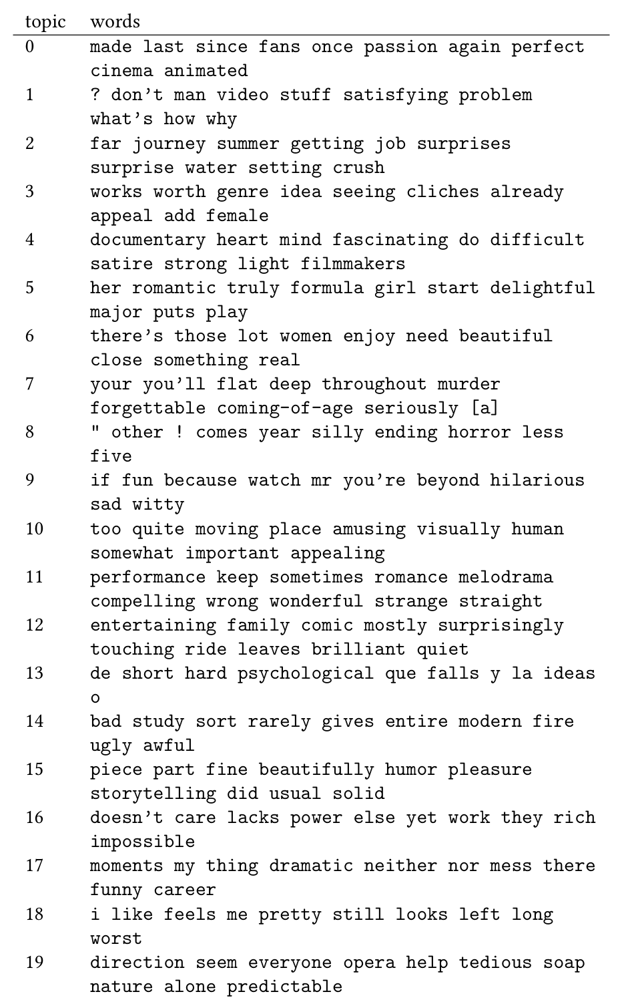 topic words
0 made last since fans once passion again perfect
cinema animated
1 ? don't man video stuff satisfying problem
what's how why
2 far journey summer getting job surprises
surprise water setting crush
3 works worth genre idea seeing cliches already
appeal add female
4 documentary heart mind fascinating do difficult
satire strong light filmmakers
5 her romantic truly formula girl start delightful
major puts play
6 there's those lot women enjoy need beautiful
close something real
7 your you'll flat deep throughout murder
forgettable coming-of-age seriously [a]
8 " other ! comes year silly ending horror less
five
9 if fun because watch mr you're beyond hilarious
sad witty
10 too quite moving place amusing visually human
somewhat important appealing
11 performance keep sometimes romance melodrama
compelling wrong wonderful strange straight
12 entertaining family comic mostly surprisingly
touching ride leaves brilliant quiet
13 de short hard psychological que falls y la ideas
o
14 bad study sort rarely gives entire modern fire
ugly awful
15 piece part fine beautifully humor pleasure
storytelling did usual solid
16 doesn't care lacks power else yet work they rich
impossible
17 moments my thing dramatic neither nor mess there
funny career
18 i like feels me pretty still looks left long
worst
19 direction seem everyone opera help tedious soap
nature alone predictable